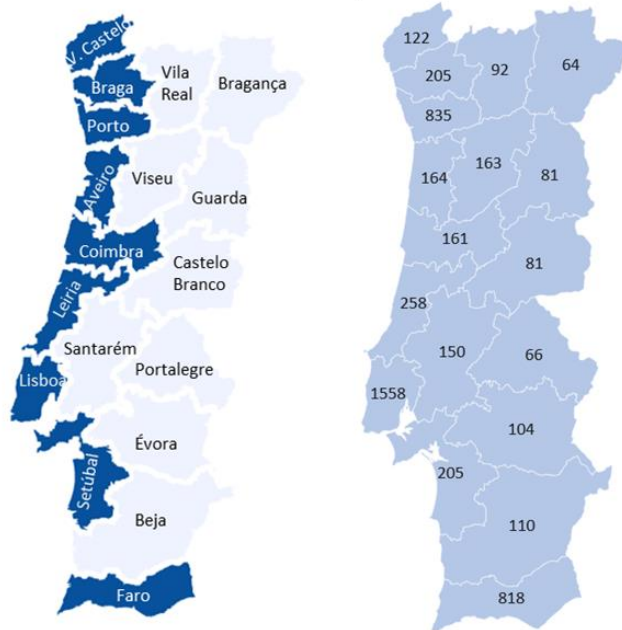 V. Castelo
Braga
Vila
Real
Bragança
Porto
Aveiro
Viseu
Guarda
Coimbra
Castelo
Branco
Leiria
Santarém
Portalegre
Lisboa
Évora
Setúbal
Beja
Faro
122
205
92
64
835
164
163
81
161
81
258
150
66
1558
104
205
110
818